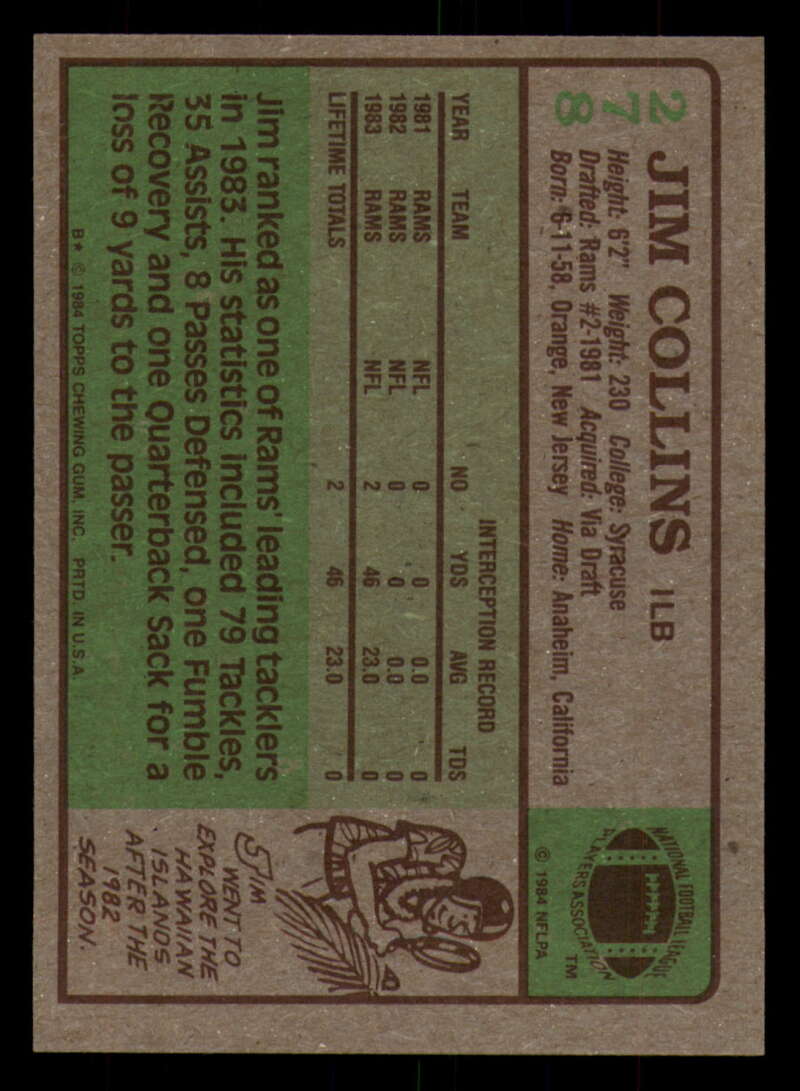 278
JIM COLLINS ILB
Height: 6'2" Weight: 230 College: Syracuse
Drafted: Rams #2-1981 Acquired: Via Draft
Born: 6-11-58, Orange, New Jersey Home: Anaheim, California
NATIONAL FOOTBALL LEAGUE
PLAYERS ASSOCIATION
TM
© 1984 NFLPA
INTERCEPTION RECORD
YEAR TEAM NO YDS AVG TDS
1981 RAMS NFL 0 0 0.0 0
1982 RAMS NFL 0 0 0.0 0
1983 RAMS NFL 2 46 23.0 0
LIFETIME TOTALS 2 46 23.0 0
Jim ranked as one of Rams' leading tacklers
in 1983. His statistics included 79 Tackles,
35 Assists, 8 Passes Defensed, one Fumble
Recovery and one Quarterback Sack for a
loss of 9 yards to the passer.
B* © 1984 TOPPS CHEWING GUM, INC. PRTD. IN U.S.A.
JIM
WENT TO
EXPLORE THE
HAWAIIAN
ISLANDS
AFTER THE
1982
SEASON.